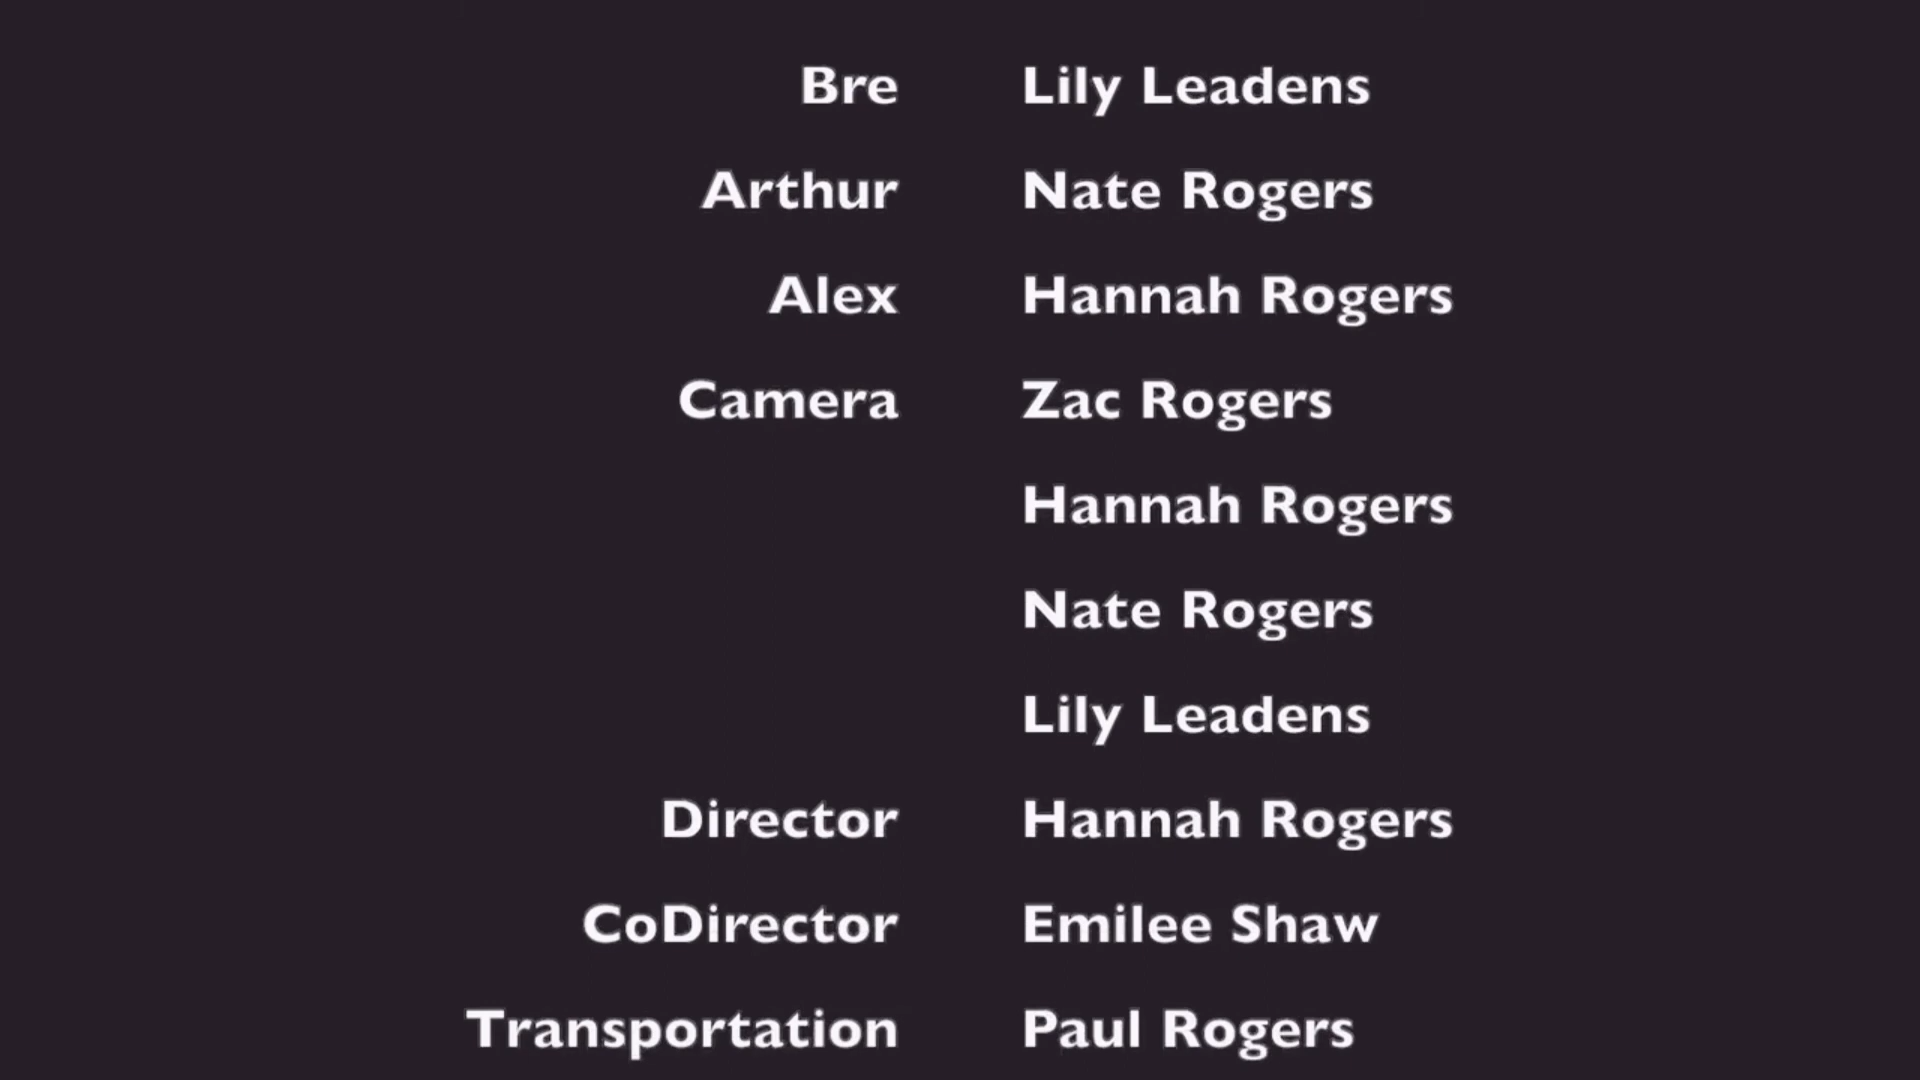 Bre Lily Leadens
Arthur Nate Rogers
Alex Hannah Rogers
Camera Zac Rogers
Hannah Rogers
Nate Rogers
Lily Leadens
Director Hannah Rogers
CoDirector Emilee Shaw
Transportation Paul Rogers